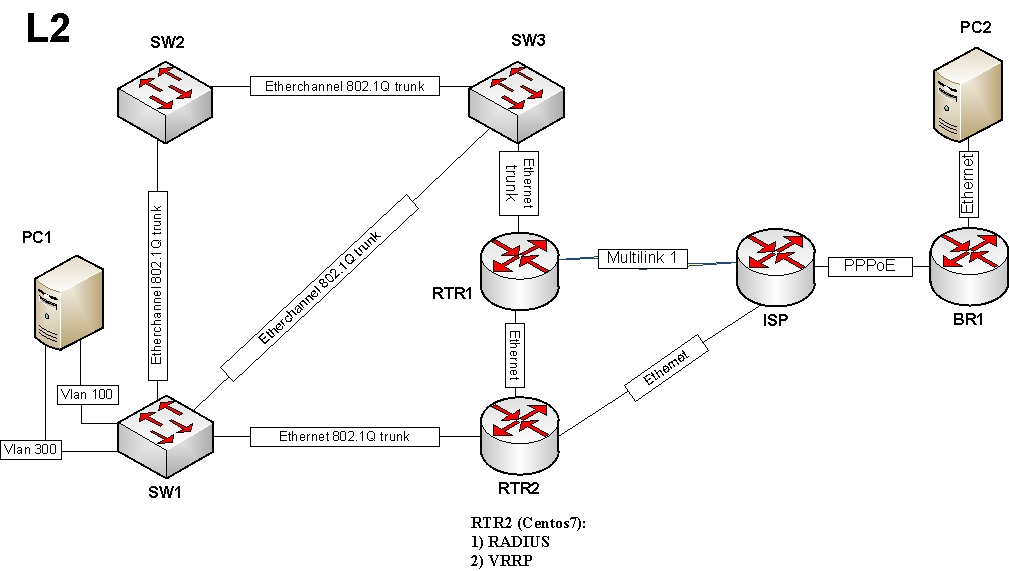 L2
SW2
SW3
PC2
Etherchannel 802.1Q trunk
Ethernet
trunk
Ethernet
Etherchannel 802.1Q trunk
Etherchannel 802.1Q trunk
PC1
Multilink 1
PPPoE
RTR1
ISP
BR1
Ethernet
Ethernet
Vlan 100
Vlan 300
Ethernet 802.1Q trunk
SW1
RTR2
RTR2 (Centos7):
1) RADIUS
2) VRRP